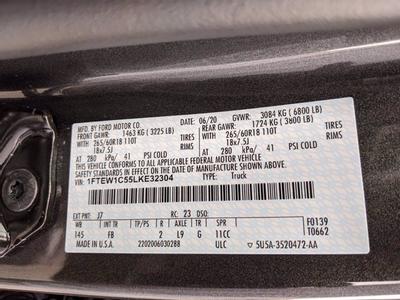 MFD. BY FORD MOTOR CO.
06/20 GVWR: 3084 KG ( 6800 LB)
FRONT GAWR: 1463 KG ( 3225 LB) REAR GAWR: 1724 KG ( 3800 LB)
WITH TIRES WITH TIRES
265/60R18 110T 265/60R18 110T
18x7.5J 18x7.5J
AT 280 kPa/ 41 PSI COLD AT 280 kPa/ 41 PSI COLD
THIS VEHICLE CONFORMS TO ALL APPLICABLE FEDERAL MOTOR VEHICLE
SAFETY STANDARDS IN EFFECT ON THE DATE OF MANUFACTURE SHOWN ABOVE.
VIN: 1FTEW1C55LKE32304
TYPE: Truck
EXT PNT: J7 RC: 23 DSO:
WB BRK INT TR TP/PS R AXLE TR SPR F0139
145 FB 2 L9 G 11CC T0662
MADE IN U.S.A. 2202006030288 ULC 5U5A-3520472-AA